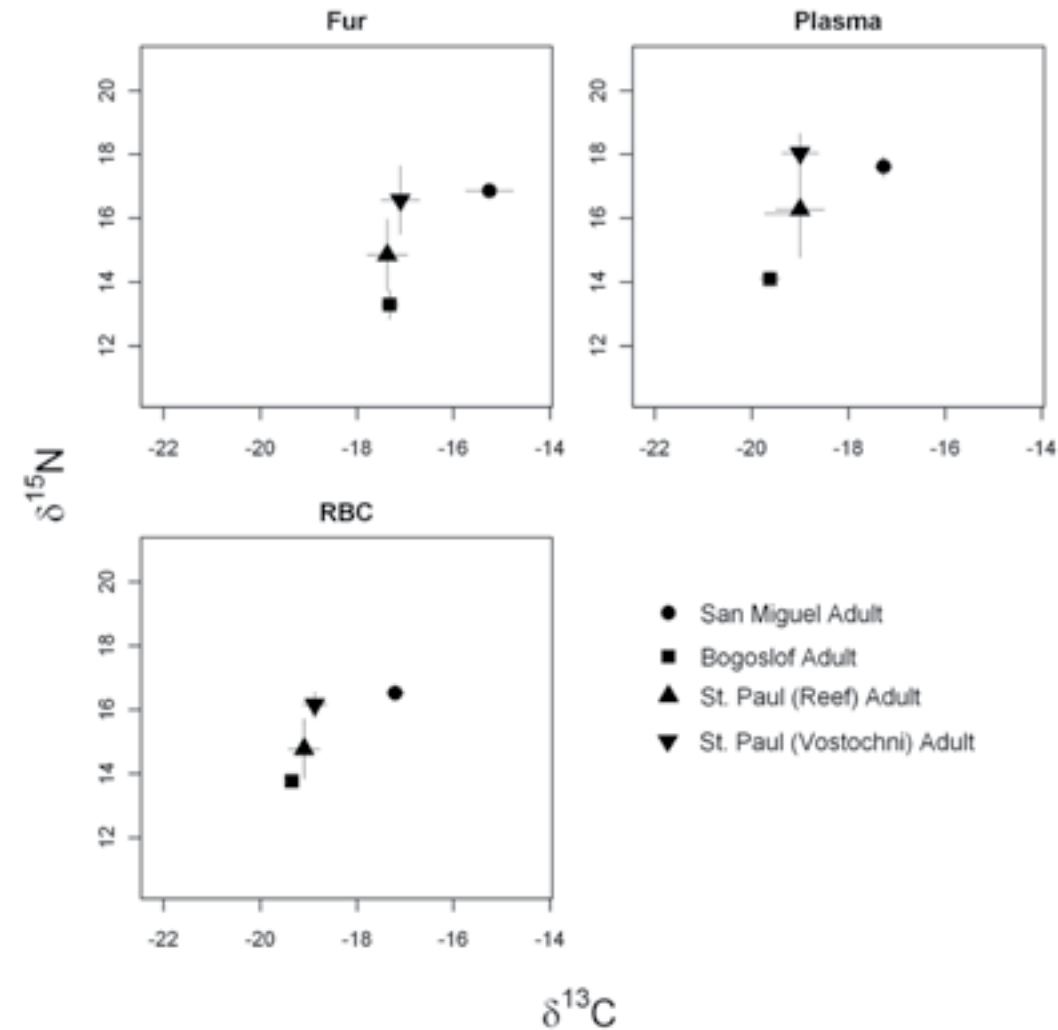 Fur
20
18
16
14
12
-22 -20 -18 -16 -14
Plasma
20
18
16
14
12
-22 -20 -18 -16 -14
δ15N
RBC
20
18
16
14
12
-22 -20 -18 -16 -14
San Miguel Adult
Bogoslof Adult
St. Paul (Reef) Adult
St. Paul (Vostochni) Adult
δ13C